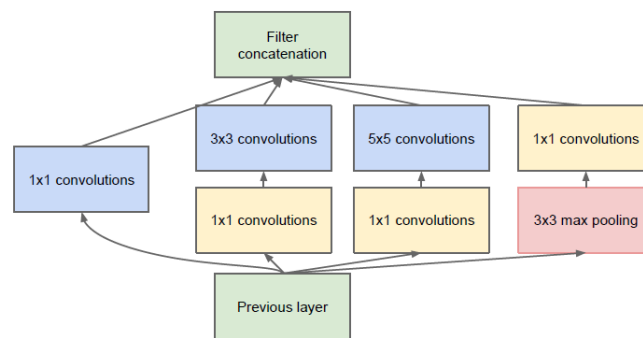 Filter
concatenation
3x3 convolutions
5x5 convolutions
1x1 convolutions
1x1 convolutions
1x1 convolutions
1x1 convolutions
3x3 max pooling
Previous layer